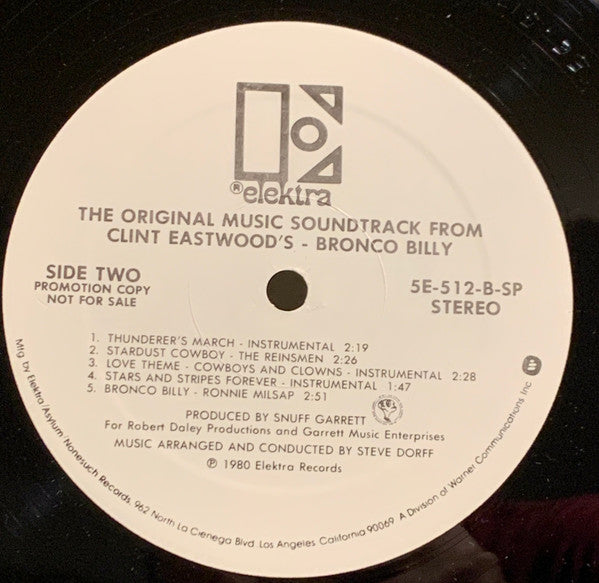 ® elektra
THE ORIGINAL MUSIC SOUNDTRACK FROM
CLINT EASTWOOD'S - BRONCO BILLY
SIDE TWO
PROMOTION COPY
NOT FOR SALE
5E-512-B-SP
STEREO
1. THUNDERER'S MARCH - INSTRUMENTAL 2:19
2. STARDUST COWBOY - THE REINSMEN 2:26
3. LOVE THEME - COWBOYS AND CLOWNS - INSTRUMENTAL 2:28
4. STARS AND STRIPES FOREVER - INSTRUMENTAL 1:47
5. BRONCO BILLY - RONNIE MILSAP 2:51
PRODUCED BY SNUFF GARRETT
For Robert Daley Productions and Garrett Music Enterprises
MUSIC ARRANGED AND CONDUCTED BY STEVE DORFF
℗ 1980 Elektra Records
Mfg by Elektra/Asylum/Nonesuch Records, 962 North La Cienega Blvd. Los Angeles California 90069 A Division of Warner Communications Inc